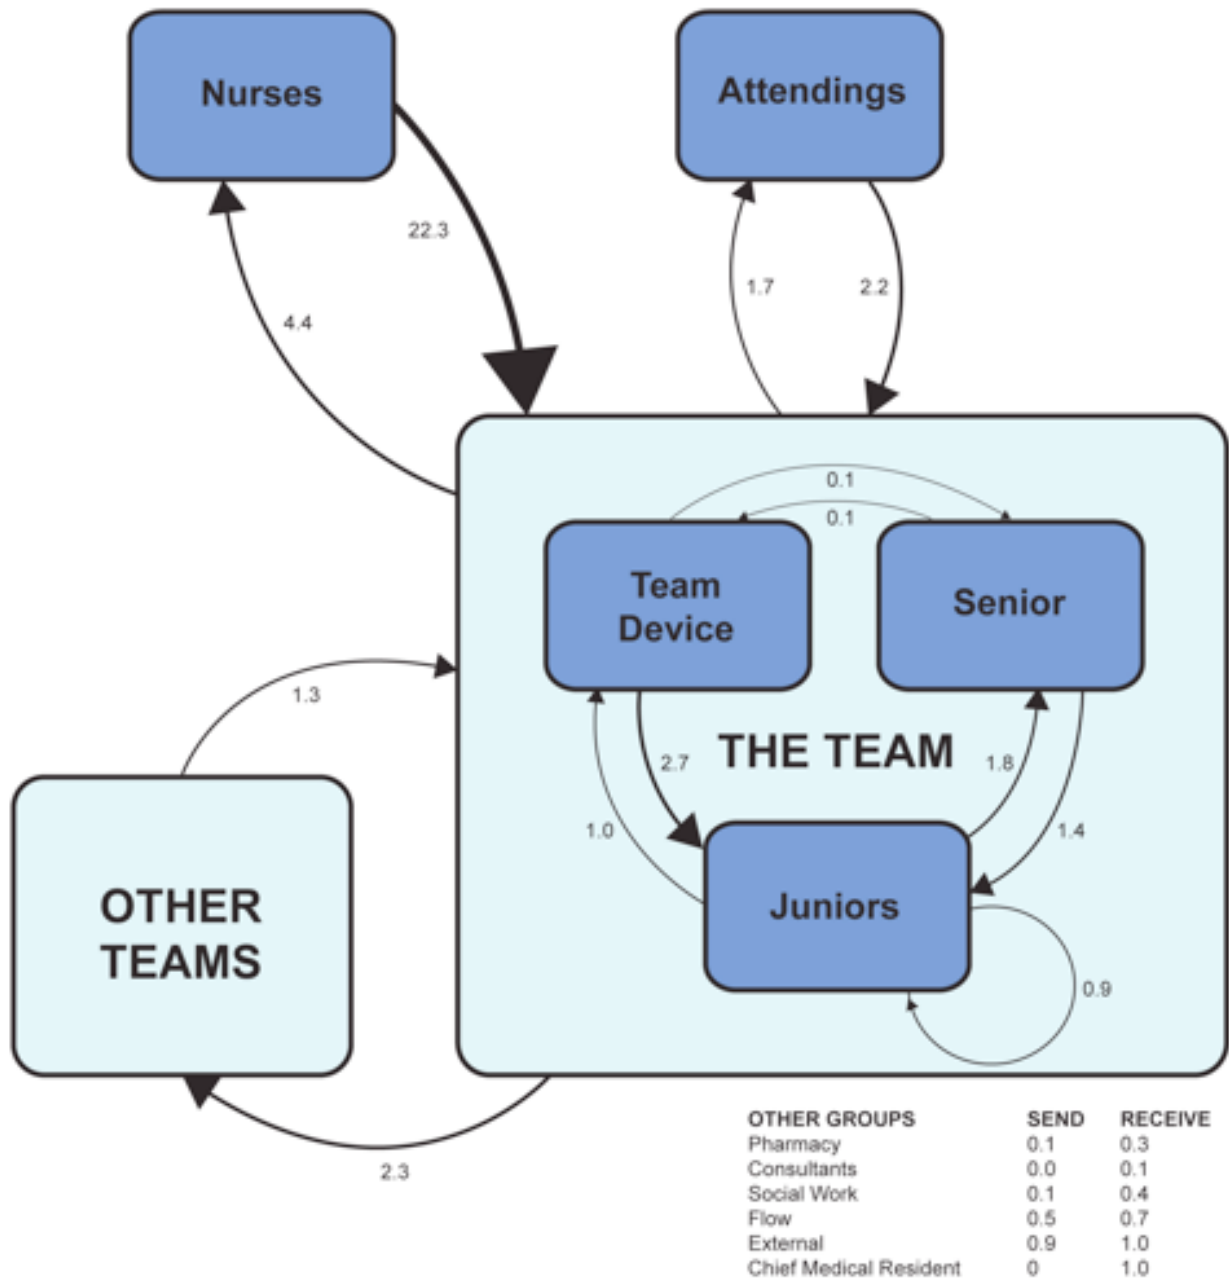 Nurses
Attendings
22.3
4.4
1.7
2.2
0.1
0.1
Team
Device
Senior
1.3
2.7
THE TEAM
1.8
1.0
1.4
Juniors
OTHER
TEAMS
0.9
2.3
OTHER GROUPS SEND RECEIVE
Pharmacy 0.1 0.3
Consultants 0.0 0.1
Social Work 0.1 0.4
Flow 0.5 0.7
External 0.9 1.0
Chief Medical Resident 0 1.0